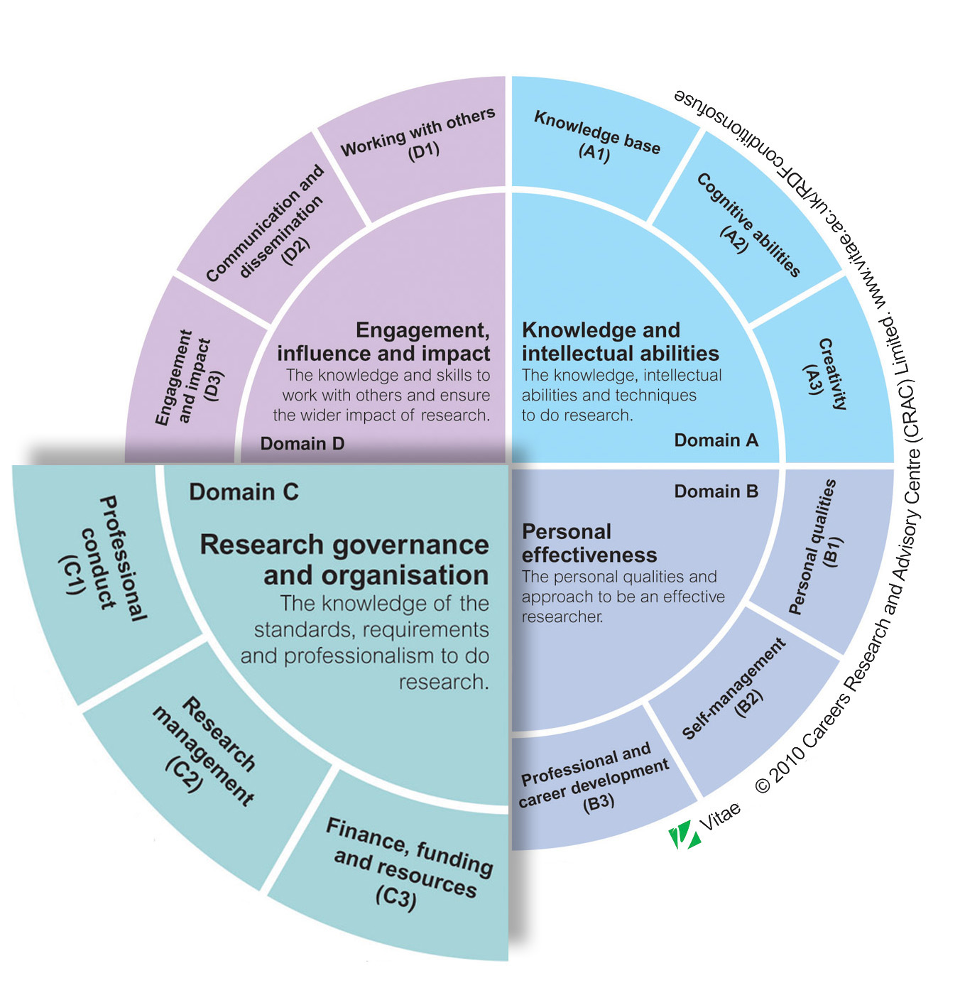 Working with others
(D1)
Communication and
dissemination
(D2)
Engagement
and impact
(D3)
Engagement,
influence and impact
The knowledge and skills to
work with others and ensure
the wider impact of research.
Domain D
Knowledge base
(A1)
Cognitive abilities
(A2)
Creativity
(A3)
Knowledge and
intellectual abilities
The knowledge, intellectual
abilities and techniques
to do research.
Domain A
Domain B
Personal
effectiveness
The personal qualities and
approach to be an effective
researcher.
Personal qualities
(B1)
Self-management
(B2)
Professional and
career development
(B3)
Domain C
Research governance
and organisation
The knowledge of the
standards, requirements
and professionalism to do
research.
Professional
conduct
(C1)
Research
management
(C2)
Finance, funding
and resources
(C3)
Vitae
© 2010 Careers Research and Advisory Centre (CRAC) Limited. www.vitae.ac.uk/RDFconditionsofuse